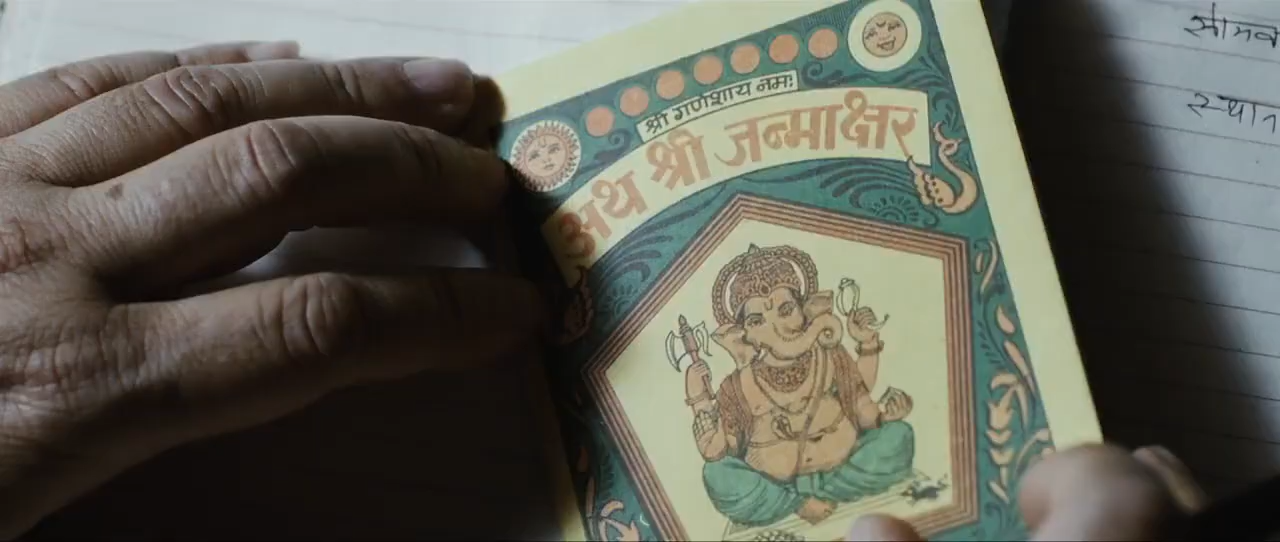 श्री गणेशाय नमः
अथ श्री जन्माक्षर
स्थान